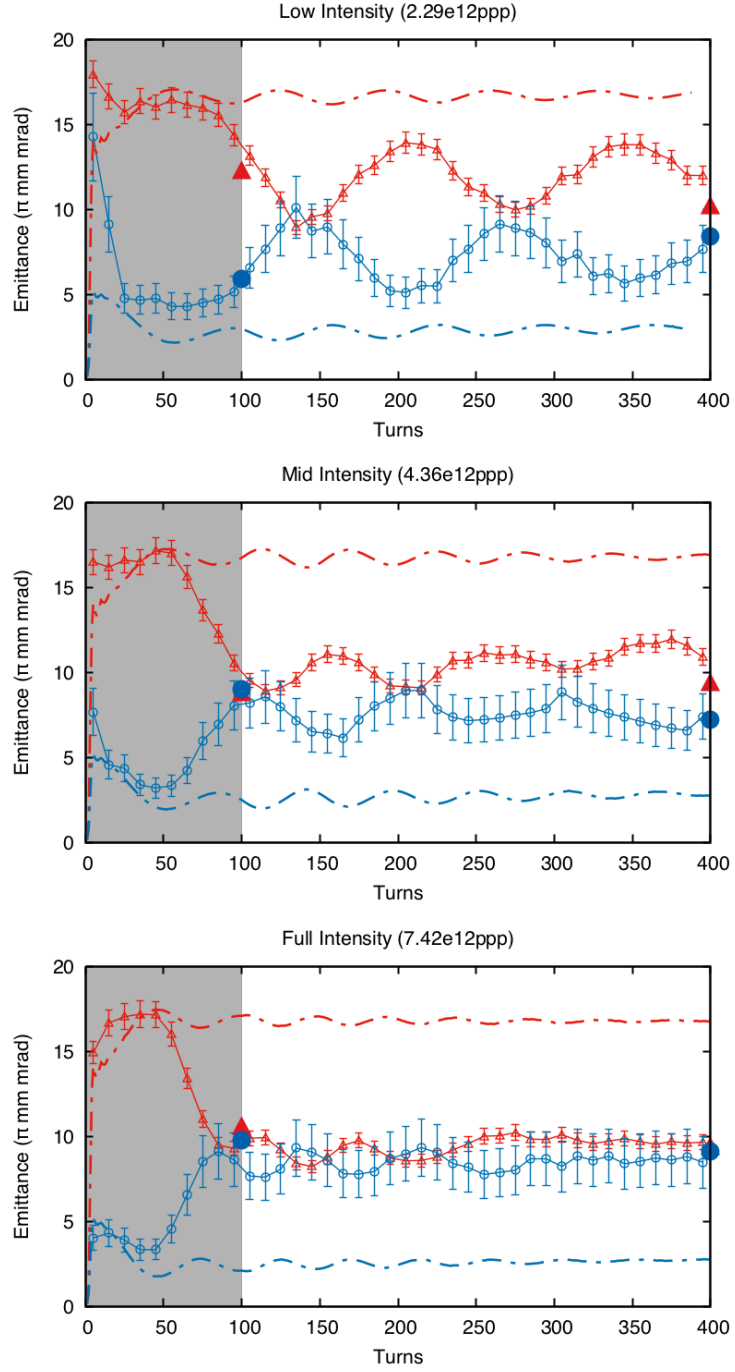 Low Intensity (2.29e12ppp)
20
15
10
5
0
Emittance (π mm mrad)
0 50 100 150 200 250 300 350 400
Turns
Mid Intensity (4.36e12ppp)
20
15
10
5
0
Emittance (π mm mrad)
0 50 100 150 200 250 300 350 400
Turns
Full Intensity (7.42e12ppp)
20
15
10
5
0
Emittance (π mm mrad)
0 50 100 150 200 250 300 350 400
Turns